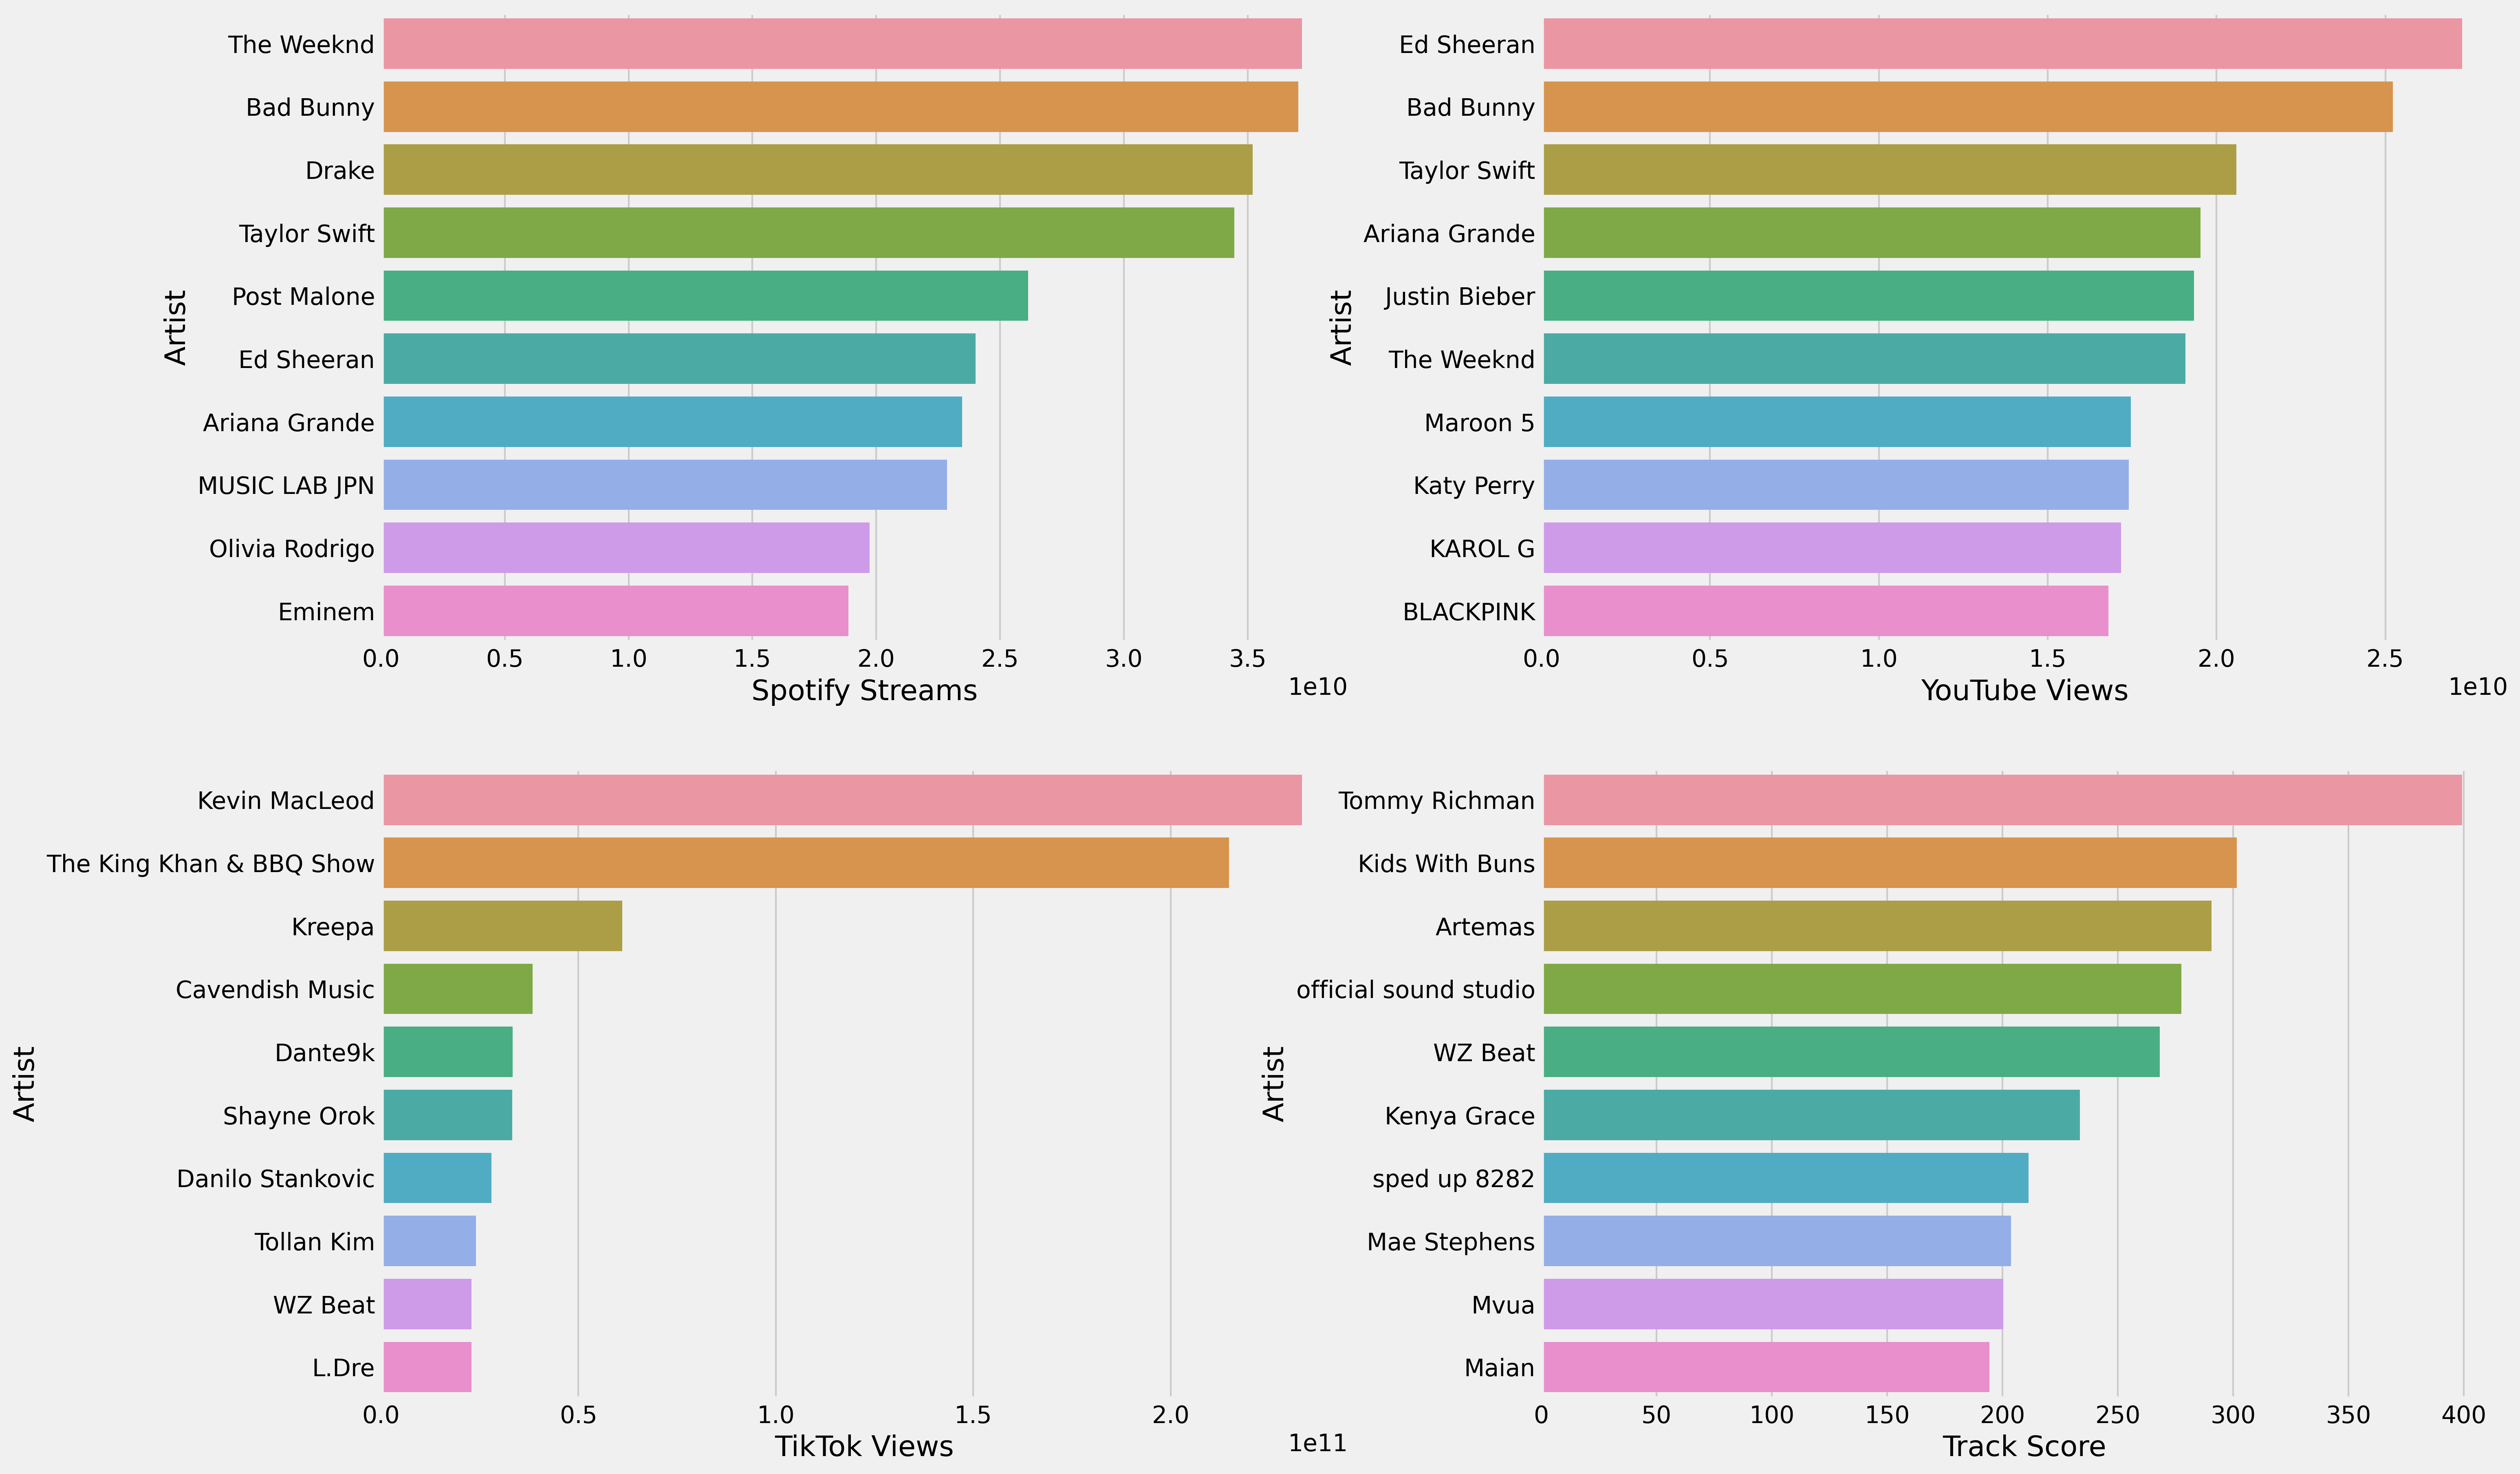 The Weeknd
Bad Bunny
Drake
Taylor Swift
Post Malone
Ed Sheeran
Ariana Grande
MUSIC LAB JPN
Olivia Rodrigo
Eminem
Artist
0.0 0.5 1.0 1.5 2.0 2.5 3.0 3.5
1e10
Spotify Streams
Ed Sheeran
Bad Bunny
Taylor Swift
Ariana Grande
Justin Bieber
The Weeknd
Maroon 5
Katy Perry
KAROL G
BLACKPINK
Artist
0.0 0.5 1.0 1.5 2.0 2.5
1e10
YouTube Views
Kevin MacLeod
The King Khan & BBQ Show
Kreepa
Cavendish Music
Dante9k
Shayne Orok
Danilo Stankovic
Tollan Kim
WZ Beat
L.Dre
Artist
0.0 0.5 1.0 1.5 2.0
1e11
TikTok Views
Tommy Richman
Kids With Buns
Artemas
official sound studio
WZ Beat
Kenya Grace
sped up 8282
Mae Stephens
Mvua
Maian
Artist
0 50 100 150 200 250 300 350 400
Track Score